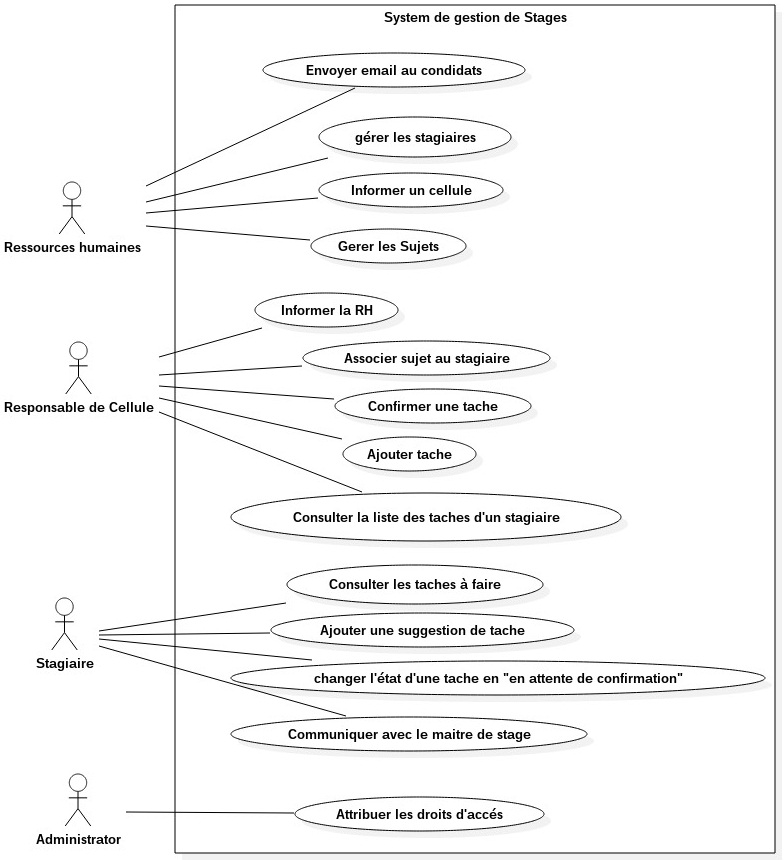 System de gestion de Stages
Envoyer email au condidats
gérer les stagiaires
Informer un cellule
Gerer les Sujets
Ressources humaines
Informer la RH
Associer sujet au stagiaire
Confirmer une tache
Ajouter tache
Responsable de Cellule
Consulter la liste des taches d'un stagiaire
Consulter les taches à faire
Ajouter une suggestion de tache
changer l'état d'une tache en "en attente de confirmation"
Communiquer avec le maitre de stage
Stagiaire
Attribuer les droits d'accés
Administrator